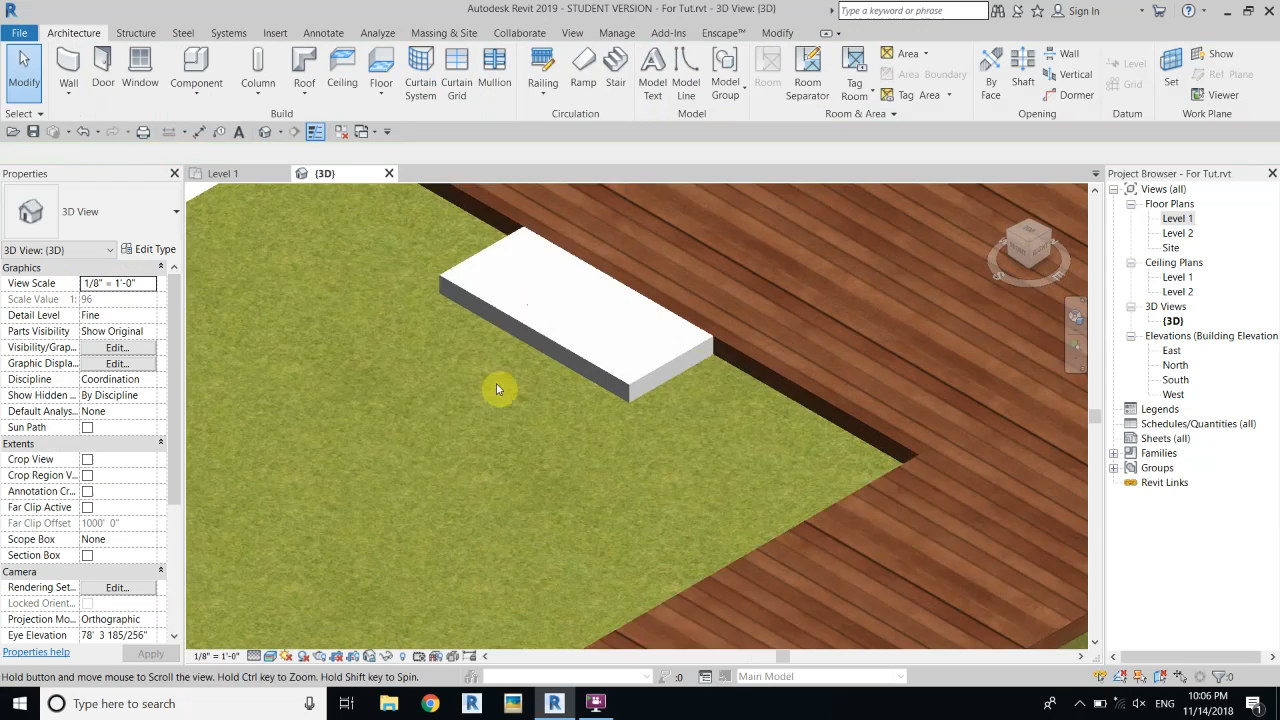 Autodesk Revit 2019 - STUDENT VERSION - For Tut.rvt - 3D View: {3D}
Type a keyword or phrase
Sign In
File Architecture Structure Steel Systems Insert Annotate Analyze Massing & Site Collaborate View Manage Add-Ins Enscape™ Modify
Modify
Wall
Door
Window
Component
Column
Roof
Ceiling
Floor
Curtain System
Curtain Grid
Mullion
Railing
Ramp
Stair
Model Text
Model Line
Model Group
Room
Room Separator
Tag Room
Area
Area Boundary
Tag Area
By Face
Shaft
Wall
Vertical
Dormer
Level
Grid
Set
Show
Ref Plane
Viewer
Select
Build
Circulation
Model
Room & Area
Opening
Datum
Work Plane
Properties
Level 1
{3D}
Project Browser - For Tut.rvt
3D View
3D View: {3D}
Edit Type
Graphics
View Scale 1/8" = 1'-0"
Scale Value 1: 96
Detail Level Fine
Parts Visibility Show Original
Visibility/Grap... Edit...
Graphic Displa... Edit...
Discipline Coordination
Show Hidden ... By Discipline
Default Analys... None
Sun Path
Extents
Crop View
Crop Region V...
Annotation Cr...
Far Clip Active
Far Clip Offset 1000' 0"
Scope Box None
Section Box
Camera
Rendering Set... Edit...
Locked Orient...
Projection Mo... Orthographic
Eye Elevation 78' 3 185/256"
Properties help
Apply
TOP
FRONT
RIGHT
Views (all)
Floor Plans
Level 1
Level 2
Site
Ceiling Plans
Level 1
Level 2
3D Views
{3D}
Elevations (Building Elevation
East
North
South
West
Legends
Schedules/Quantities (all)
Sheets (all)
Families
Groups
Revit Links
1/8" = 1'-0"
Hold Button and move mouse to Scroll the view. Hold Ctrl key to Zoom. Hold Shift key to Spin.
:0
Main Model
:0
Type here to search
ENG
10:06 PM
11/14/2018